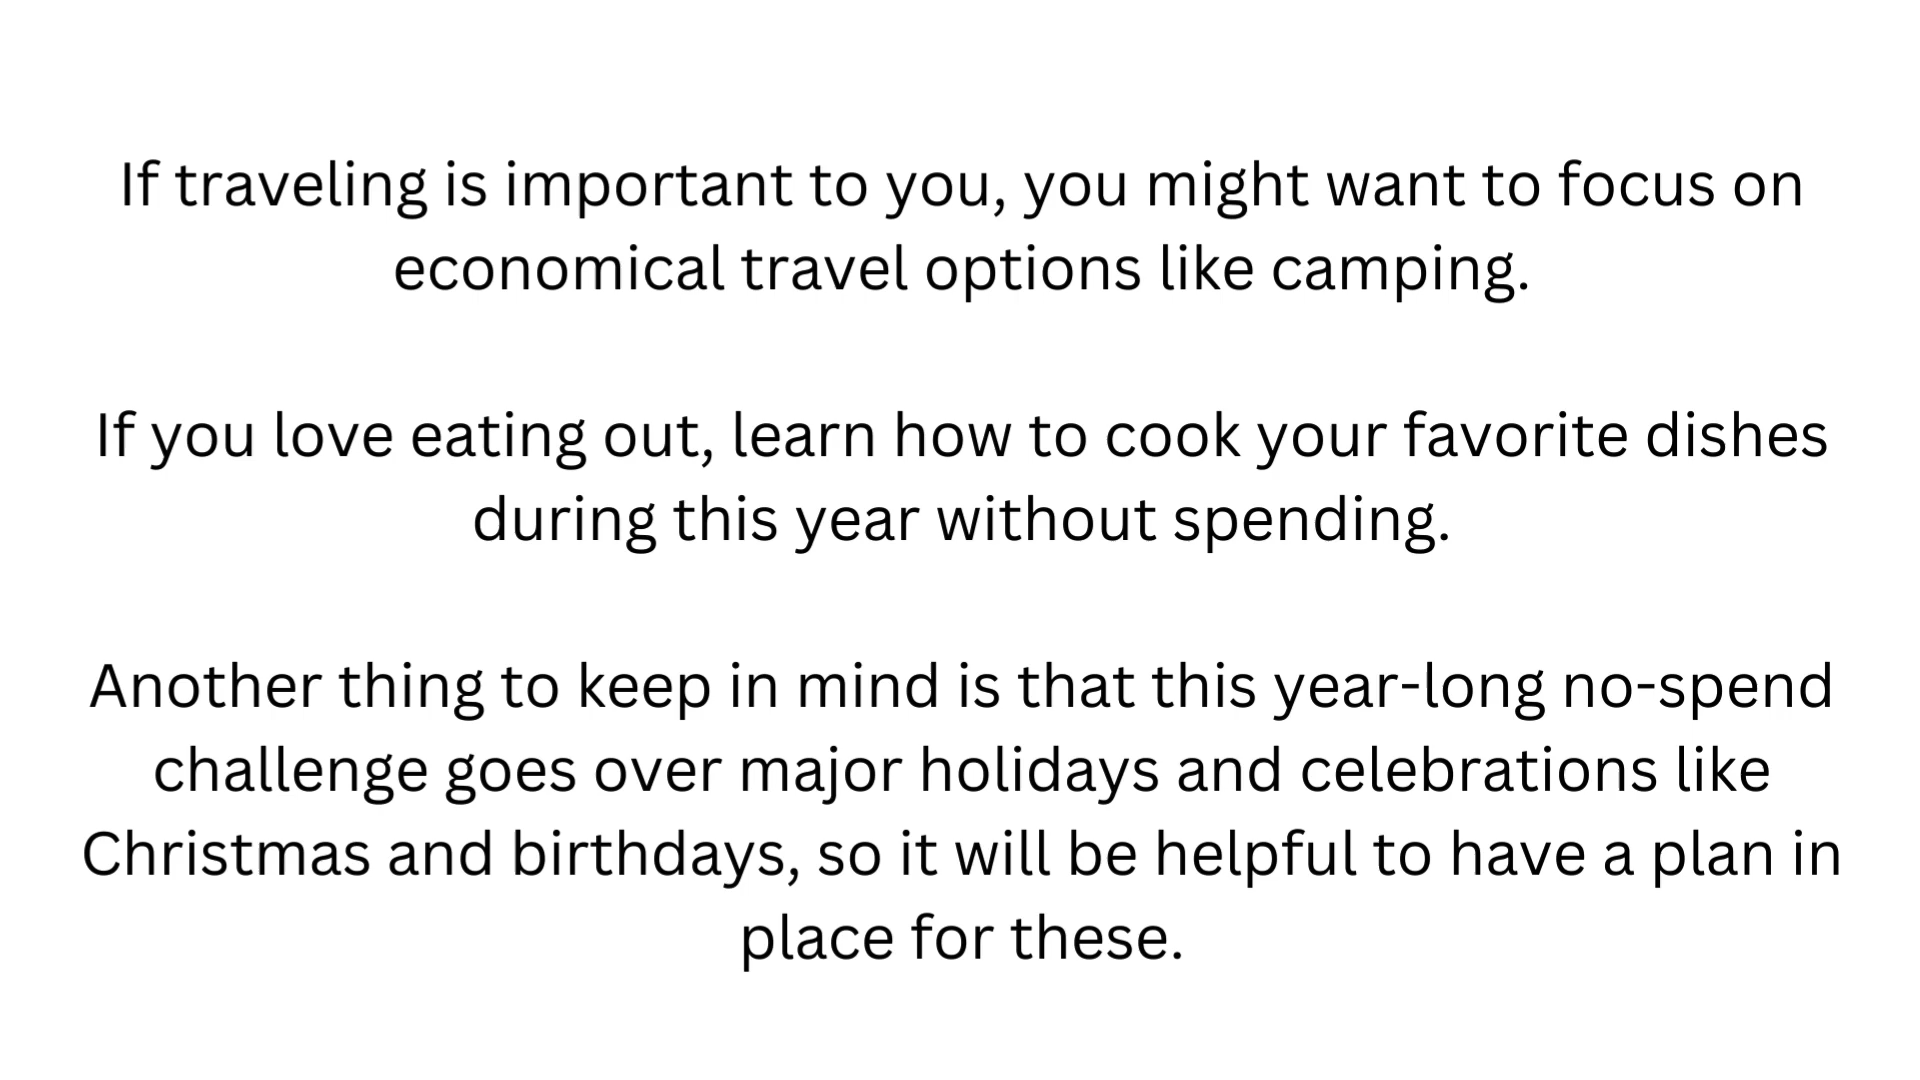 If traveling is important to you, you might want to focus on
economical travel options like camping.
If you love eating out, learn how to cook your favorite dishes
during this year without spending.
Another thing to keep in mind is that this year-long no-spend
challenge goes over major holidays and celebrations like
Christmas and birthdays, so it will be helpful to have a plan in
place for these.